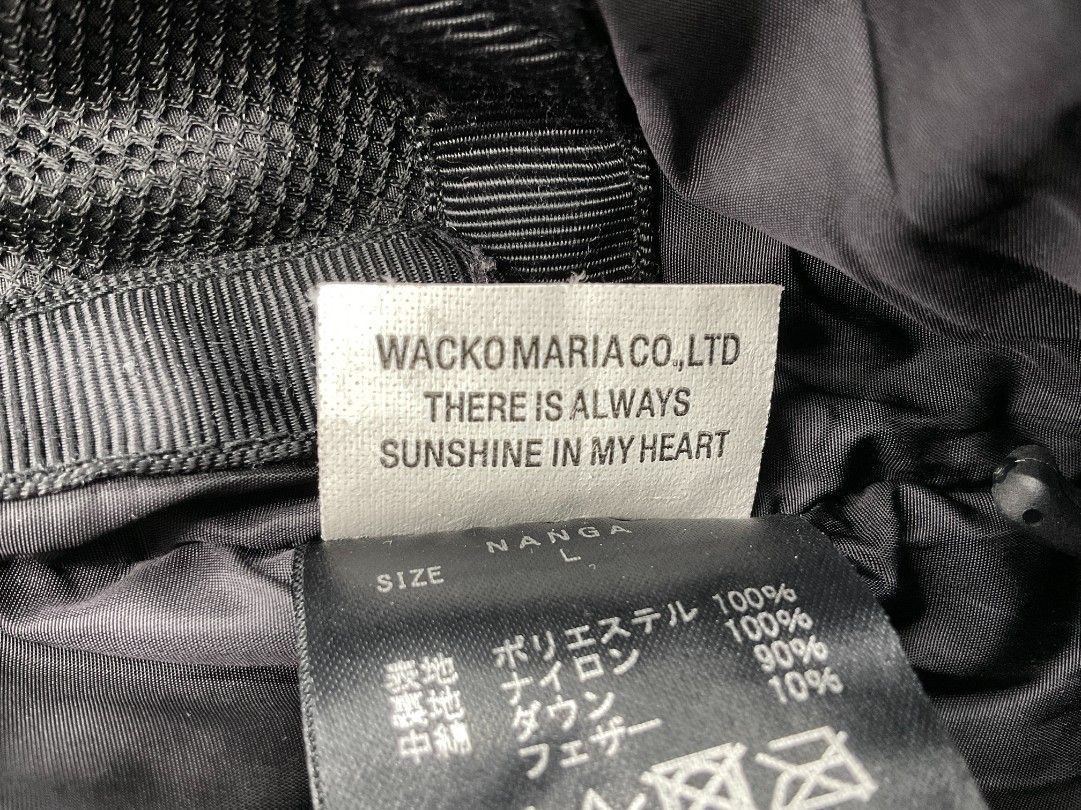 WACKO MARIA CO.,LTD
THERE IS ALWAYS
SUNSHINE IN MY HEART
NANGA
SIZE L
表地 ポリエステル 100%
裏地 ナイロン 100%
中綿 ダウン 90%
フェザー 10%